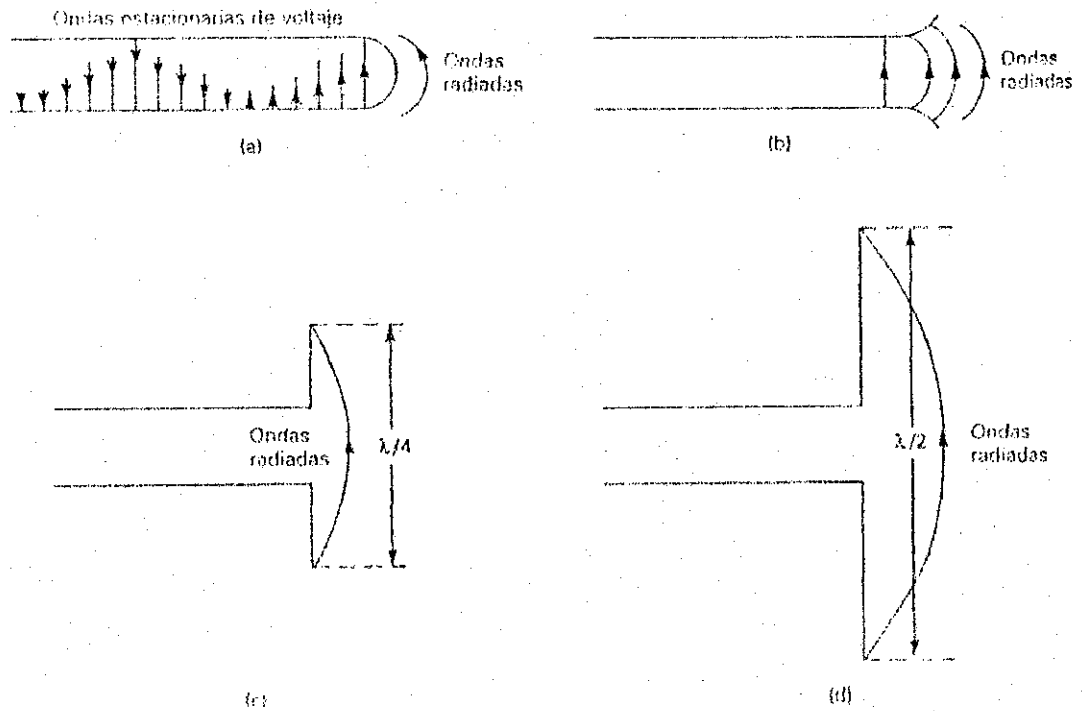 Ondas estacionarias de voltaje
Ondas
radiadas
(a)
Ondas
radiadas
(b)
Ondas
radiadas
λ/4
(c)
λ/2
Ondas
radiadas
(d)